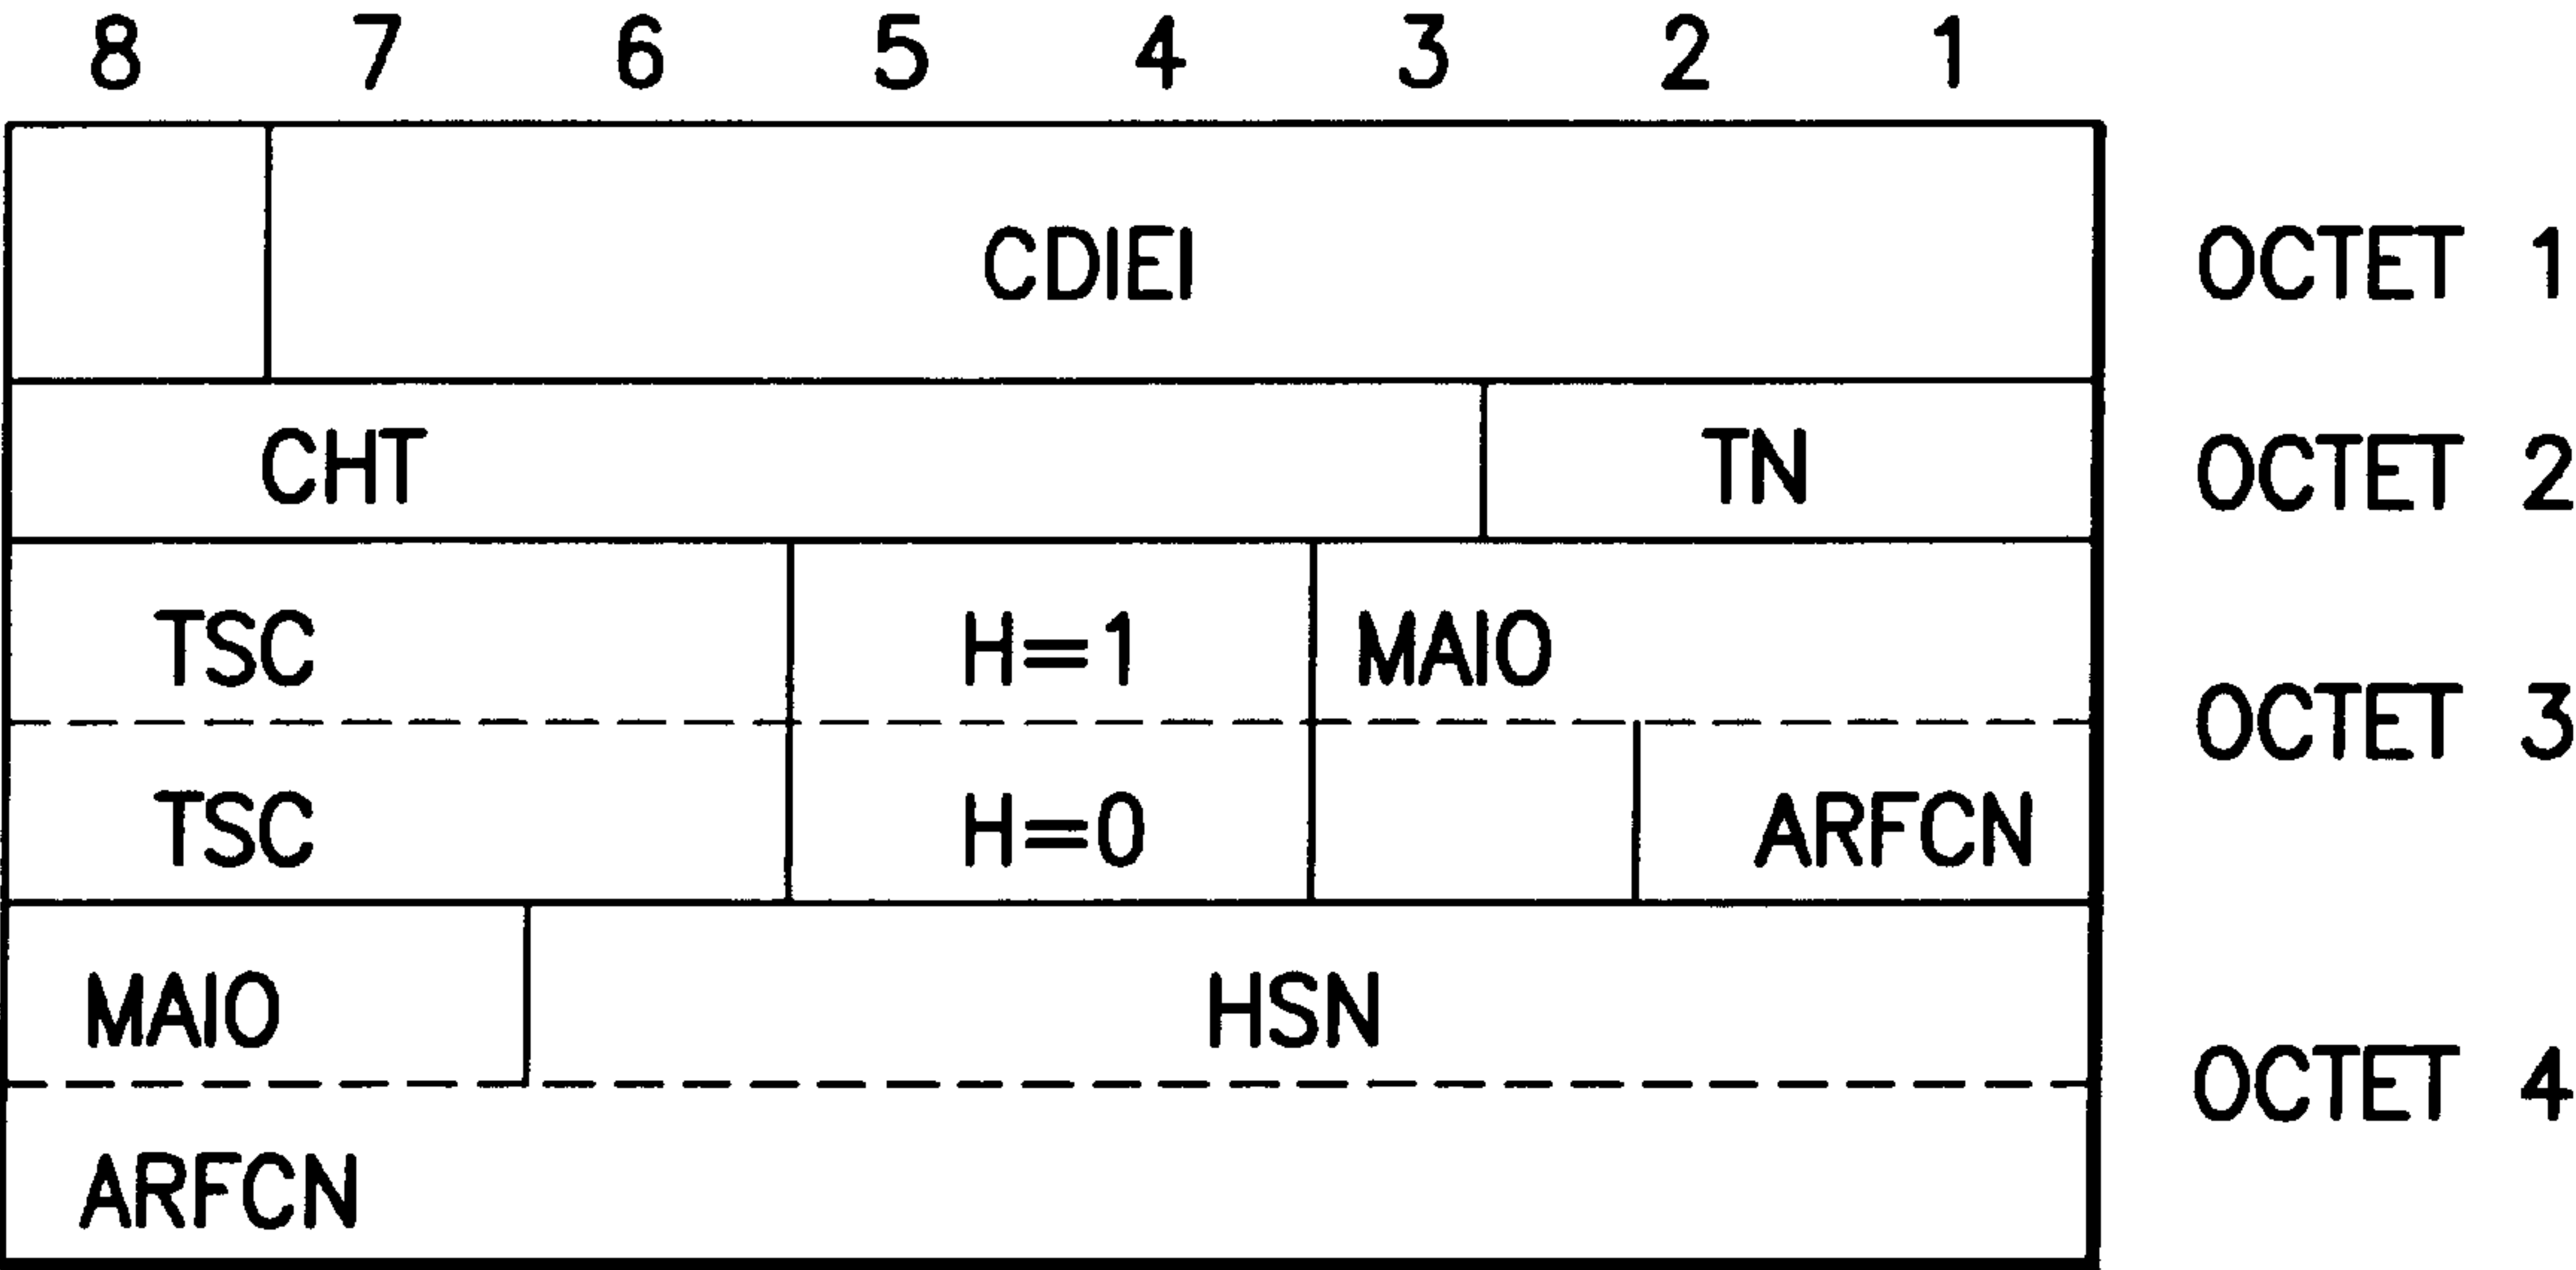 8 7 6 5 4 3 2 1
CDIEI OCTET 1
CHT TN OCTET 2
TSC H=1 MAIO
OCTET 3
TSC H=0 ARFCN
MAIO HSN
OCTET 4
ARFCN